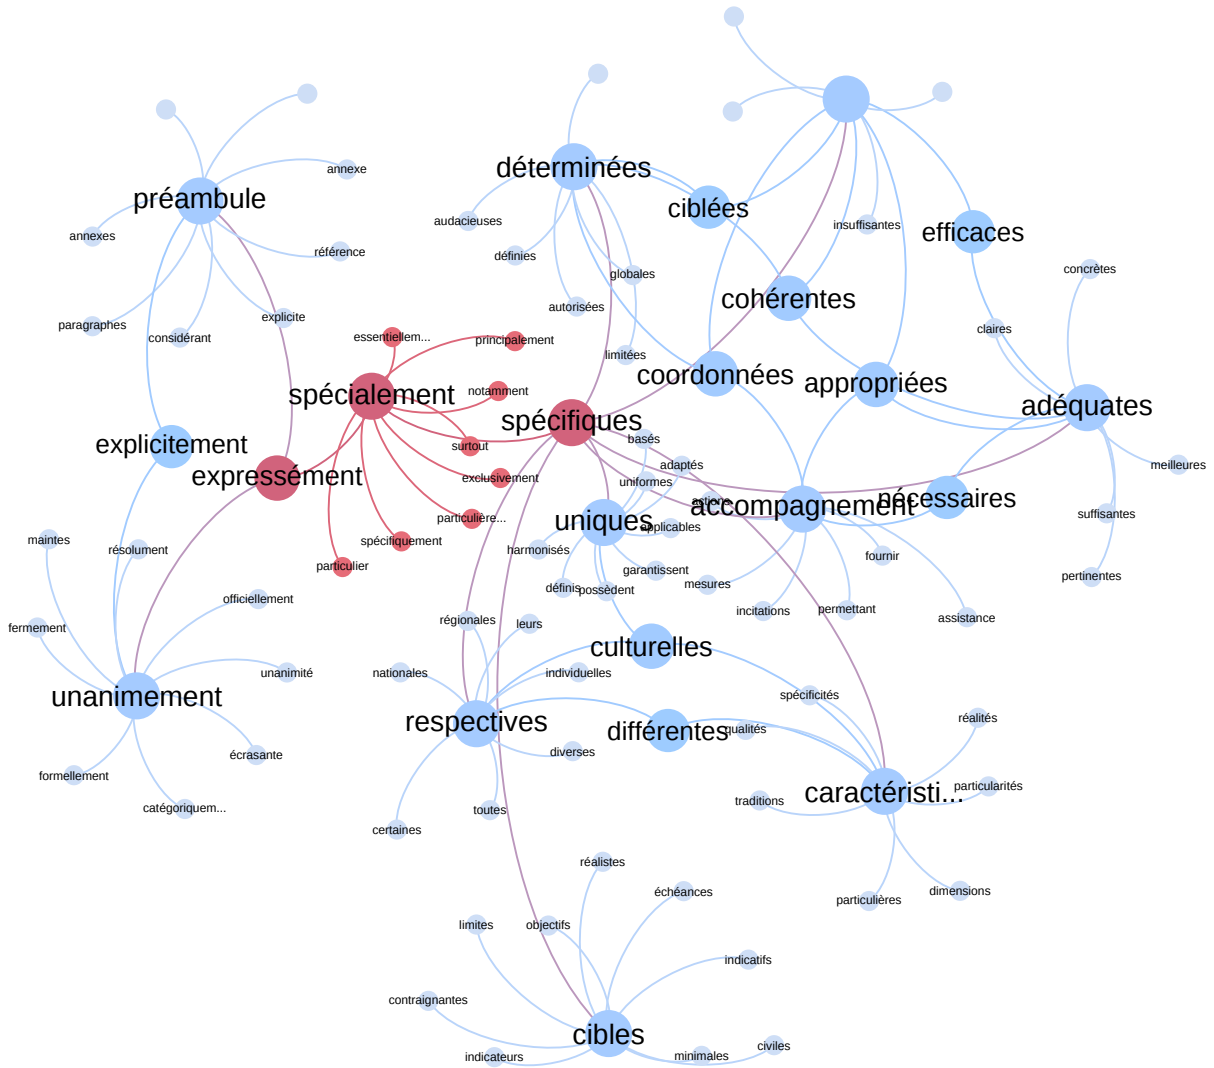 annexe
déterminées
préambule
ciblées
audacieuses
insuffisantes
efficaces
annexes
référence
définies
globales
concrètes
cohérentes
autorisées
explicite
paragraphes
considérant
claires
essentiellem...
principalement
limitées
coordonnées
appropriées
spécialement
notamment
adéquates
spécifiques
basés
explicitement
surtout
adaptés
meilleures
expressément
exclusivement
uniformes
actions
accompagnement
nécessaires
particulière...
uniques
applicables
suffisantes
maintes
résolument
spécifiquement
harmonisés
fournir
particulier
garantissent
pertinentes
définis
possèdent
mesures
officiellement
incitations
permettant
assistance
fermement
régionales
leurs
culturelles
unanimité
nationales
individuelles
unanimement
spécificités
respectives
différentes
qualités
réalités
écrasante
diverses
formellement
caractéristi...
particularités
traditions
catégoriquem...
toutes
certaines
réalistes
échéances
dimensions
particulières
limites
objectifs
indicatifs
contraignantes
cibles
civiles
indicateurs
minimales